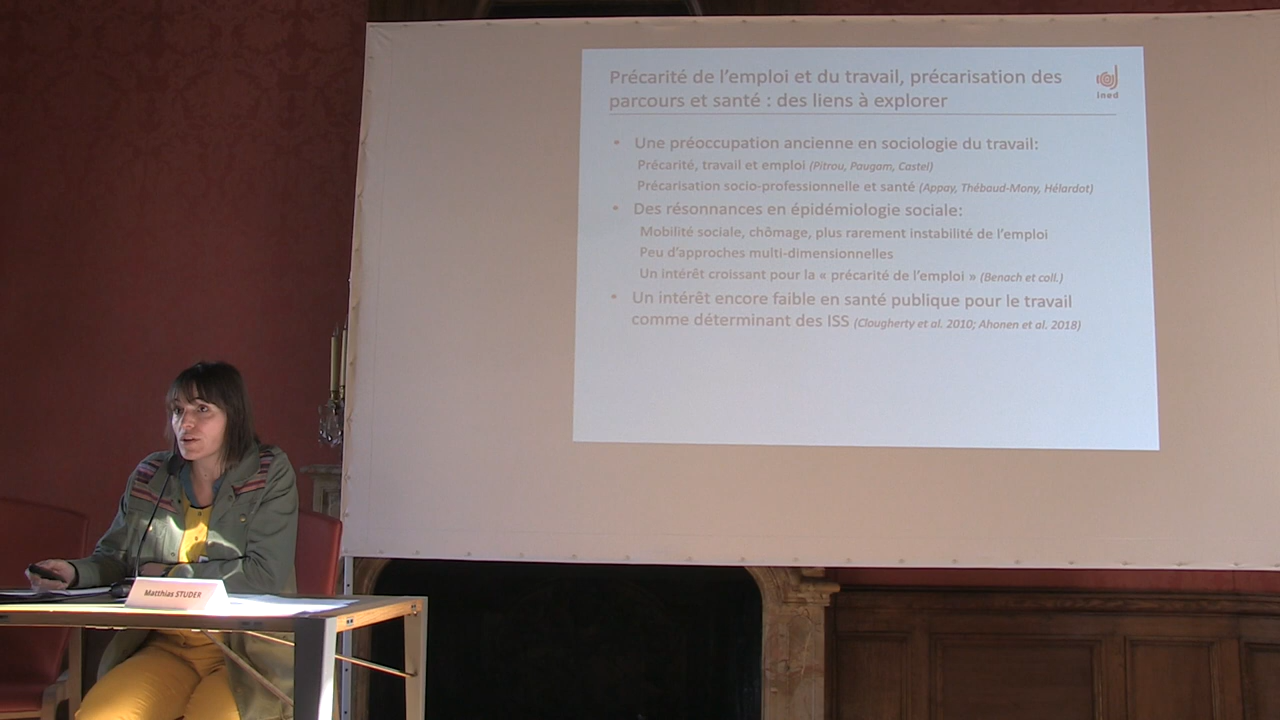 Précarité de l'emploi et du travail, précarisation des
parcours et santé : des liens à explorer
ined
• Une préoccupation ancienne en sociologie du travail:
Précarité, travail et emploi (Pitrou, Paugam, Castel)
Précarisation socio-professionnelle et santé (Appay, Thébaud-Mony, Hélardot)
• Des résonnances en épidémiologie sociale:
Mobilité sociale, chômage, plus rarement instabilité de l'emploi
Peu d'approches multi-dimensionnelles
Un intérêt croissant pour la « précarité de l'emploi » (Benach et coll.)
• Un intérêt encore faible en santé publique pour le travail
comme déterminant des ISS (Clougherty et al. 2010; Ahonen et al. 2018)
Matthias STUDER